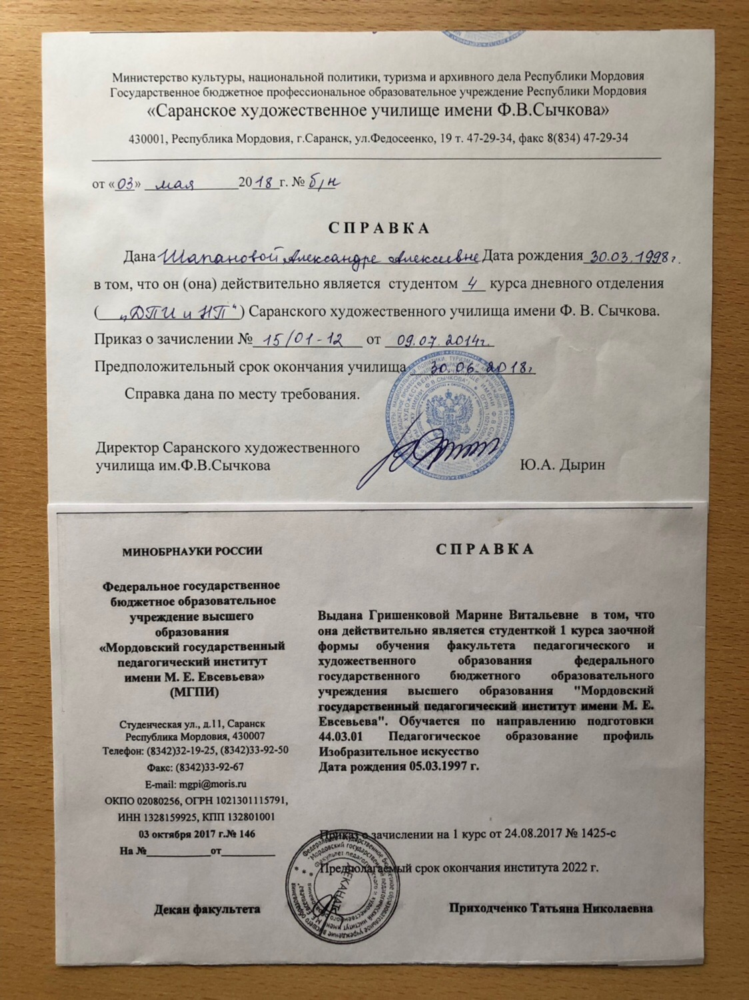 Министерство культуры, национальной политики, туризма и архивного дела Республики Мордовия
Государственное бюджетное профессиональное образовательное учреждение Республики Мордовия
«Саранское художественное училище имени Ф.В.Сычкова»
430001, Республика Мордовия, г.Саранск, ул.Федосеенко, 19 т. 47-29-34, факс 8(834) 47-29-34
от «03» мая 2018 г. № б/н
СПРАВКА
Дана Шапановой Александре Алексеевне Дата рождения 30.03.1998г.
в том, что он (она) действительно является студентом 4 курса дневного отделения
( „ДПИ и НП" ) Саранского художественного училища имени Ф. В. Сычкова.
Приказ о зачислении № 15/01-12 от 09.07.2014г.
Предположительный срок окончания училища 30.06.2018г
Справка дана по месту требования.
Директор Саранского художественного
училища им.Ф.В.Сычкова Ю.А. Дырин
МИНОБРНАУКИ РОССИИ
Федеральное государственное
бюджетное образовательное
учреждение высшего
образования
«Мордовский государственный
педагогический институт
имени М. Е. Евсевьева»
(МГПИ)
Студенческая ул., д.11, Саранск
Республика Мордовия, 430007
Телефон: (8342)32-19-25, (8342)33-92-50
Факс: (8342)33-92-67
E-mail: mgpi@moris.ru
ОКПО 02080256, ОГРН 1021301115791,
ИНН 1328159925, КПП 132801001
03 октября 2017 г.№ 146
На №____________от__________
СПРАВКА
Выдана Гришенковой Марине Витальевне в том, что
она действительно является студенткой 1 курса заочной
формы обучения факультета педагогического и
художественного образования федерального
государственного бюджетного образовательного
учреждения высшего образования "Мордовский
государственный педагогический институт имени М. Е.
Евсевьева". Обучается по направлению подготовки
44.03.01 Педагогическое образование профиль
Изобразительное искусство
Дата рождения 05.03.1997 г.
Приказ о зачислении на 1 курс от 24.08.2017 № 1425-с
Предполагаемый срок окончания института 2022 г.
ДЕКАНАТ
Декан факультета Приходченко Татьяна Николаевна